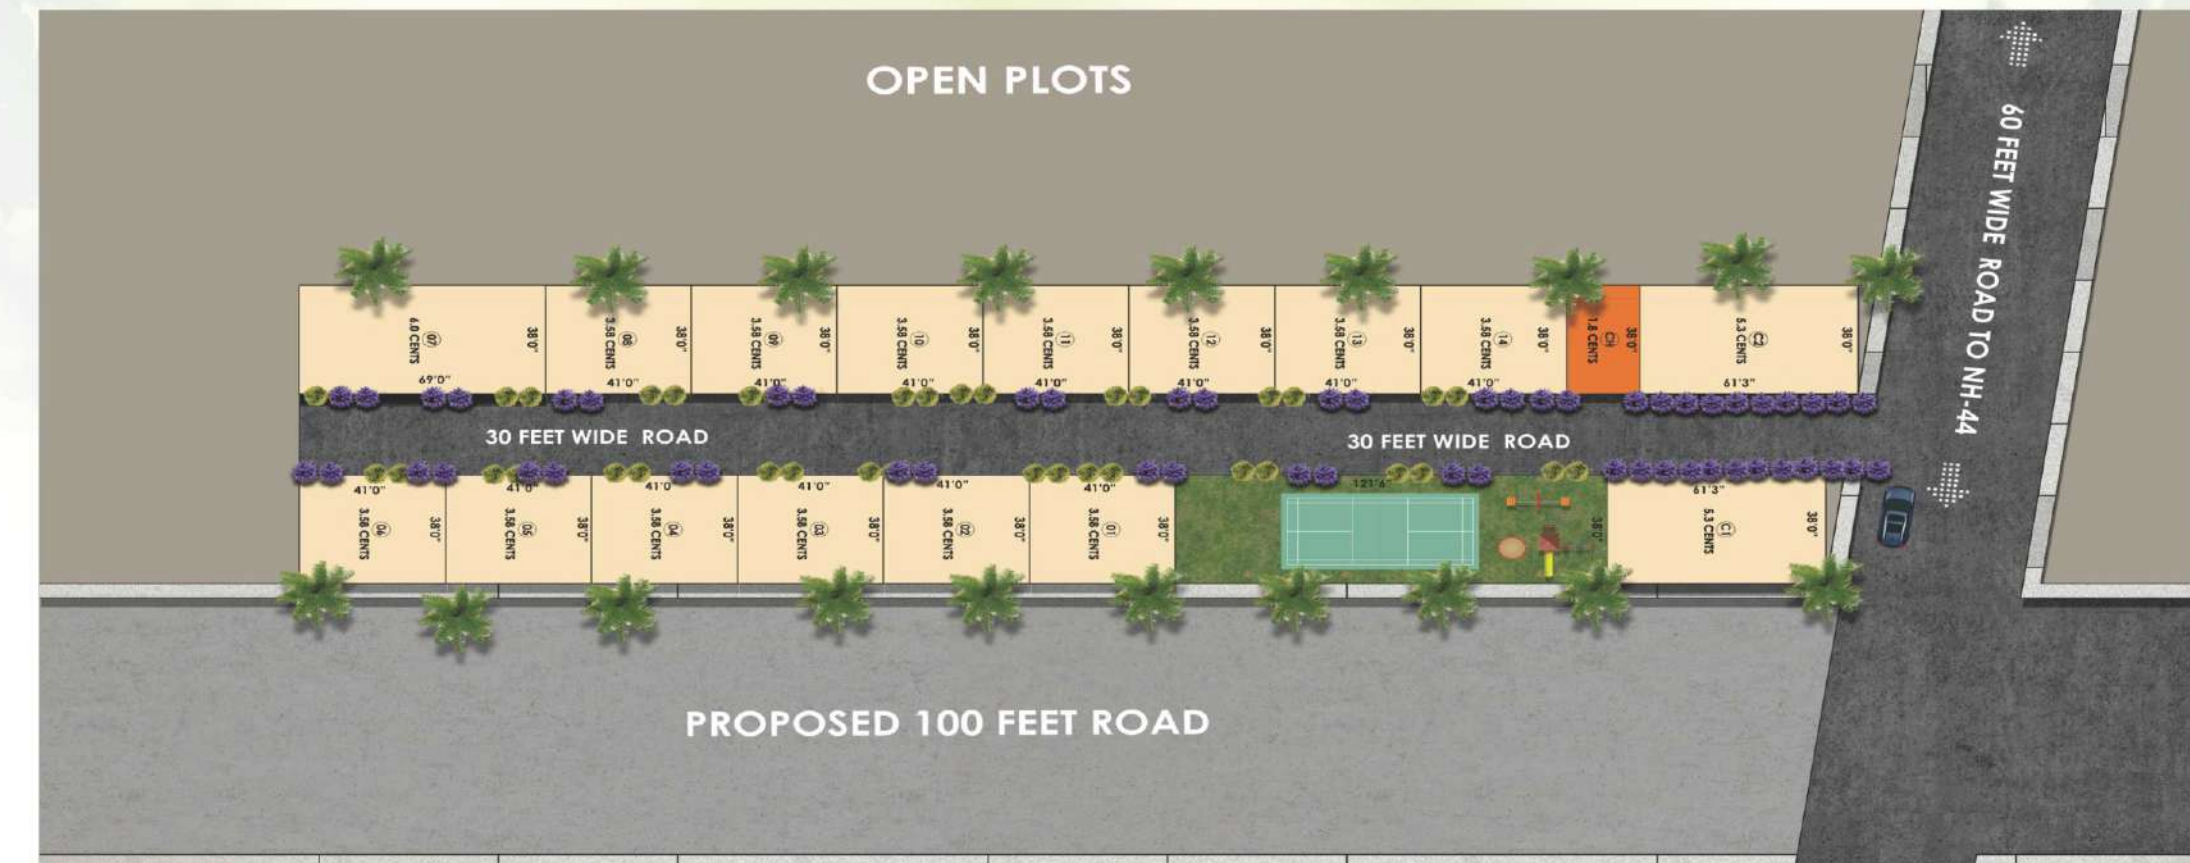 OPEN PLOTS
60 FEET WIDE ROAD TO NH-44
07
6.0 CENTS
38'0"
69'0"
08
3.58 CENTS
38'0"
41'0"
09
3.58 CENTS
38'0"
41'0"
10
3.58 CENTS
38'0"
41'0"
11
3.58 CENTS
38'0"
41'0"
12
3.58 CENTS
38'0"
41'0"
13
3.58 CENTS
38'0"
41'0"
14
3.58 CENTS
38'0"
41'0"
CH
1.8 CENTS
38'0"
C2
5.3 CENTS
38'0"
61'3"
30 FEET WIDE ROAD
30 FEET WIDE ROAD
41'0"
06
3.58 CENTS
38'0"
41'0"
05
3.58 CENTS
38'0"
41'0
04
3.58 CENTS
38'0"
41'0"
03
3.58 CENTS
38'0"
41'0"
02
3.58 CENTS
38'0"
41'0"
01
3.58 CENTS
38'0"
121'6"
38'0"
61'3"
C1
5.3 CENTS
38'0"
PROPOSED 100 FEET ROAD